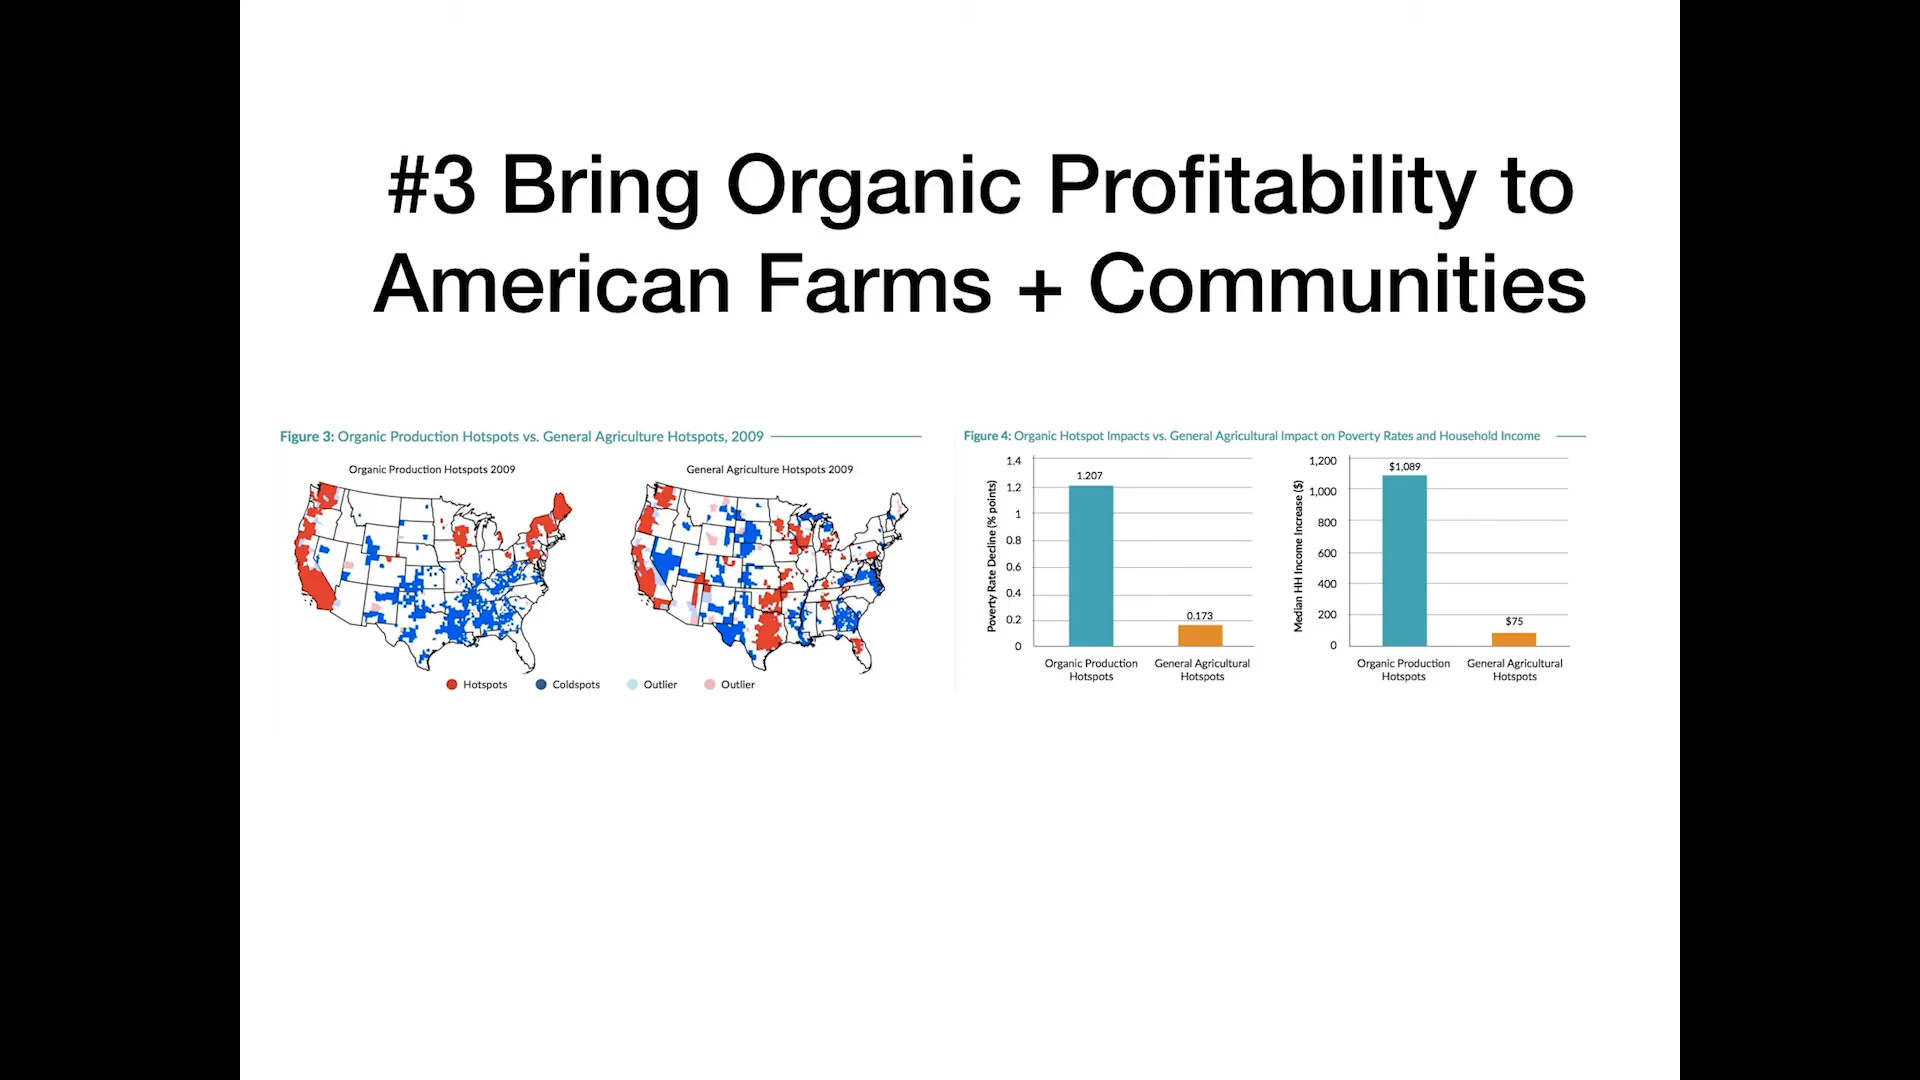 #3 Bring Organic Profitability to
American Farms + Communities
Figure 3: Organic Production Hotspots vs. General Agriculture Hotspots, 2009
Organic Production Hotspots 2009
General Agriculture Hotspots 2009
Hotspots
Coldspots
Outlier
Outlier
Figure 4: Organic Hotspot Impacts vs. General Agricultural Impact on Poverty Rates and Household Income
Poverty Rate Decline (% points)
1.4
1.2
1
0.8
0.6
0.4
0.2
0
1.207
0.173
Organic Production
Hotspots
General Agricultural
Hotspots
Median HH Income Increase ($)
1,200
1,000
800
600
400
200
0
$1,089
$75
Organic Production
Hotspots
General Agricultural
Hotspots